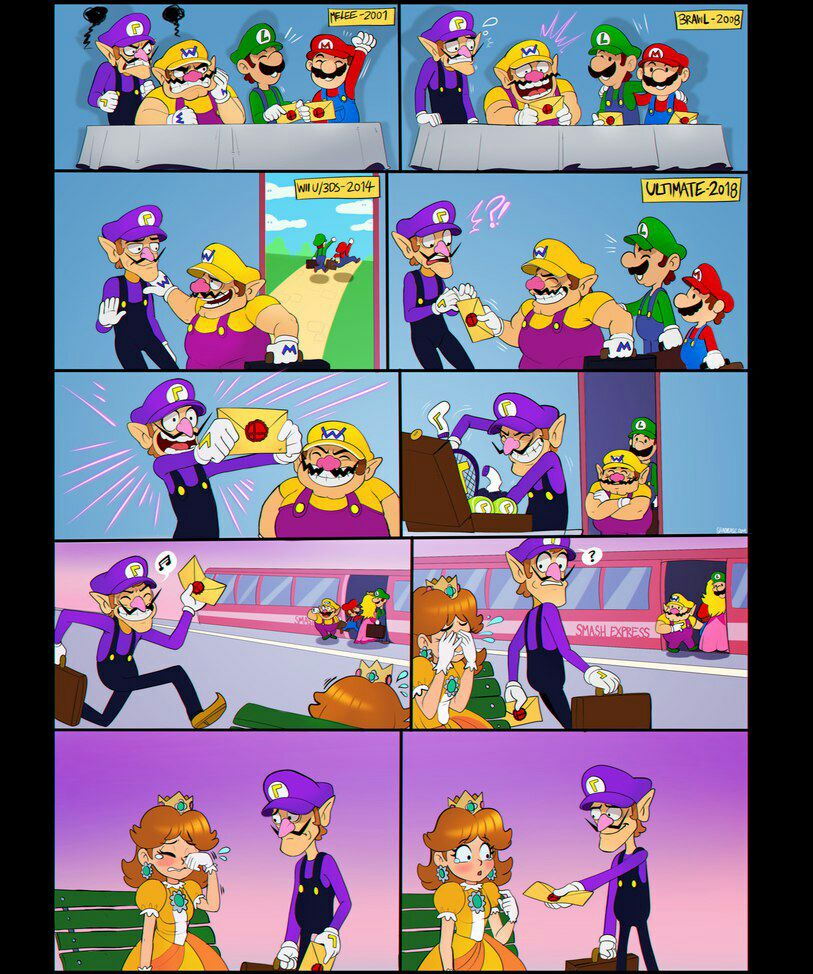 MELEE-2001
BRAWL-2008
L
M
W
L
M
W
WII U/3DS-2014
ULTIMATE-2018
W
M
?!
W
M
L
M
W
L
W
SMASH EXPRESS
?